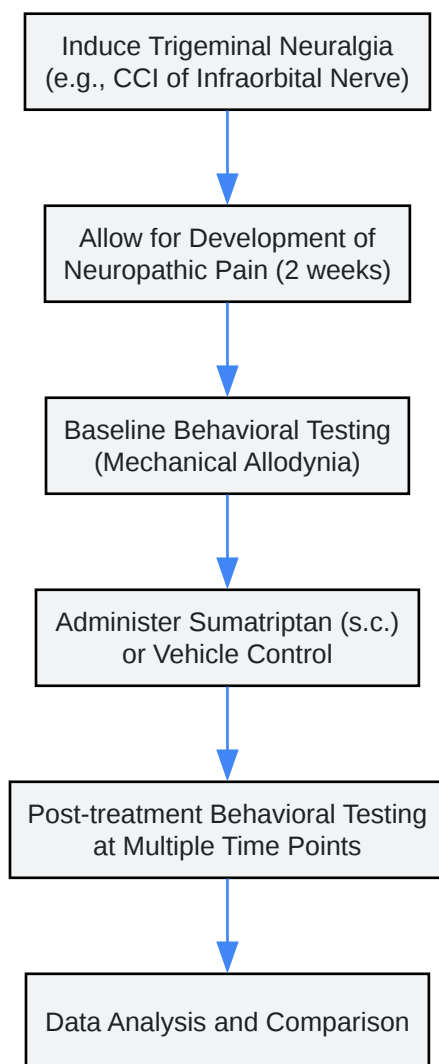 Induce Trigeminal Neuralgia
(e.g., CCI of Infraorbital Nerve)
Allow for Development of
Neuropathic Pain (2 weeks)
Baseline Behavioral Testing
(Mechanical Allodynia)
Administer Sumatriptan (s.c.)
or Vehicle Control
Post-treatment Behavioral Testing
at Multiple Time Points
Data Analysis and Comparison